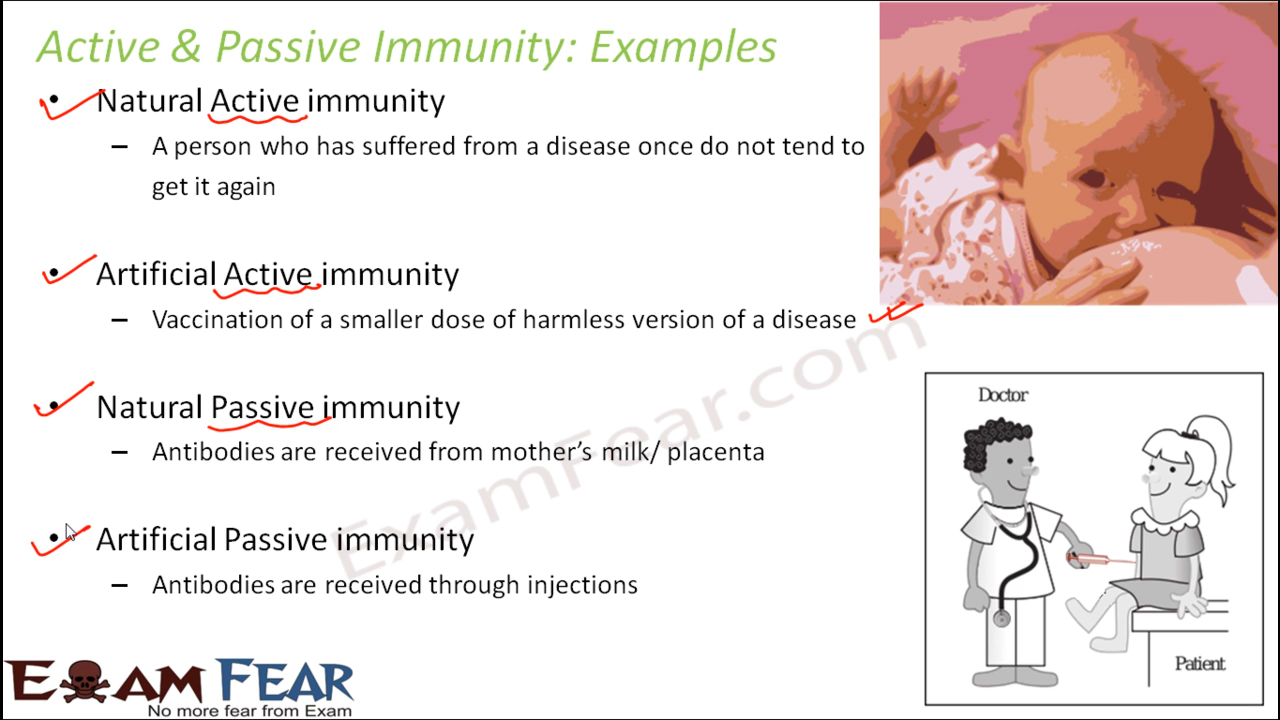 Active & Passive Immunity: Examples
• Natural Active immunity
– A person who has suffered from a disease once do not tend to
get it again
• Artificial Active immunity
– Vaccination of a smaller dose of harmless version of a disease
• Natural Passive immunity
– Antibodies are received from mother’s milk/ placenta
• Artificial Passive immunity
– Antibodies are received through injections
Doctor
Patient
ExamFear.com
EXAM FEAR
No more fear from Exam